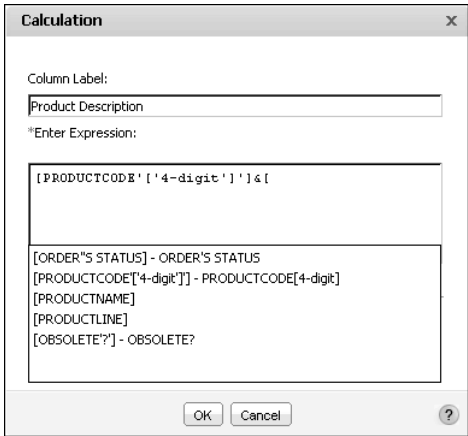 Calculation
x
Column Label:
Product Description
*Enter Expression:
[PRODUCTCODE'['4-digit']']&[
[ORDER''S STATUS] - ORDER'S STATUS
[PRODUCTCODE'['4-digit']'] - PRODUCTCODE[4-digit]
[PRODUCTNAME]
[PRODUCTLINE]
[OBSOLETE'?'] - OBSOLETE?
OK Cancel ?